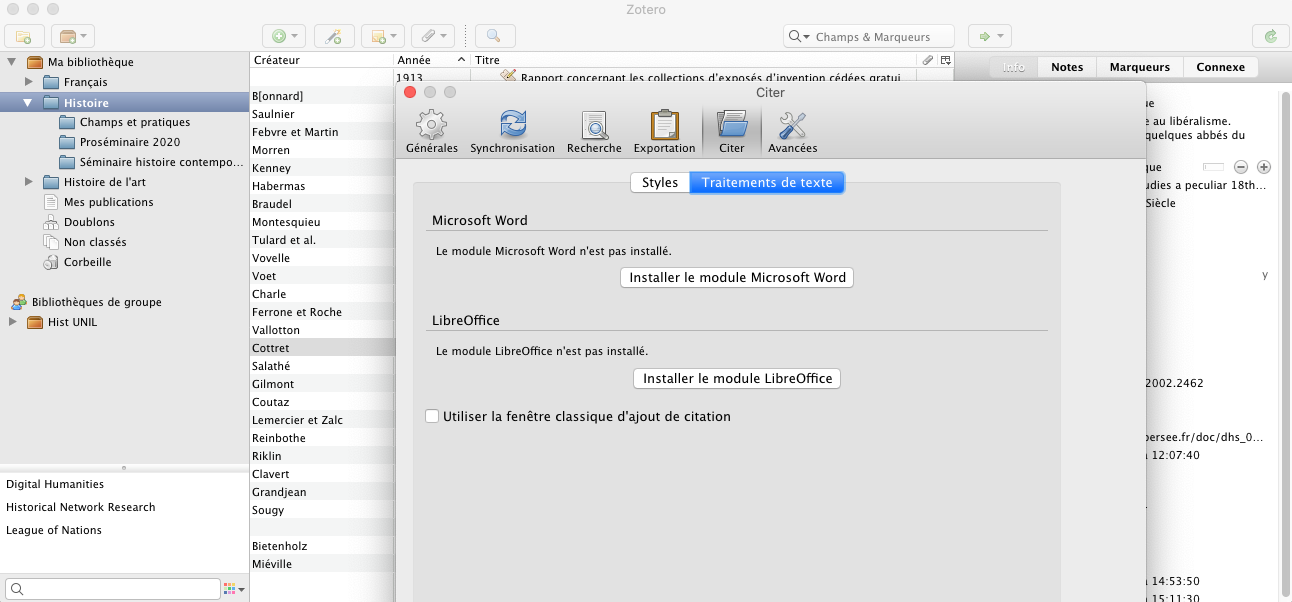 Zotero
Champs & Marqueurs
Ma bibliothèque
Français
Histoire
Champs et pratiques
Proséminaire 2020
Séminaire histoire contempo...
Histoire de l'art
Mes publications
Doublons
Non classés
Corbeille
Bibliothèques de groupe
Hist UNIL
Digital Humanities
Historical Network Research
League of Nations
Créateur Année Titre
1913 Rapport concernant les collections d'exposés d'invention cédées gratui
B[onnard]
Saulnier
Febvre et Martin
Morren
Kenney
Habermas
Braudel
Montesquieu
Tulard et al.
Vovelle
Voet
Charle
Ferrone et Roche
Vallotton
Cottret
Salathé
Gilmont
Coutaz
Lemercier et Zalc
Reinbothe
Riklin
Clavert
Grandjean
Sougy
Bietenholz
Miéville
Citer
Générales Synchronisation Recherche Exportation Citer Avancées
Styles Traitements de texte
Microsoft Word
Le module Microsoft Word n'est pas installé.
Installer le module Microsoft Word
LibreOffice
Le module LibreOffice n'est pas installé.
Installer le module LibreOffice
Utiliser la fenêtre classique d'ajout de citation
Info Notes Marqueurs Connexe
ue
e au libéralisme.
quelques abbés du
que
udies a peculiar 18th...
Siècle
y
2002.2462
persee.fr/doc/dhs_0...
à 12:07:40
à 14:53:50
à 15:11:30